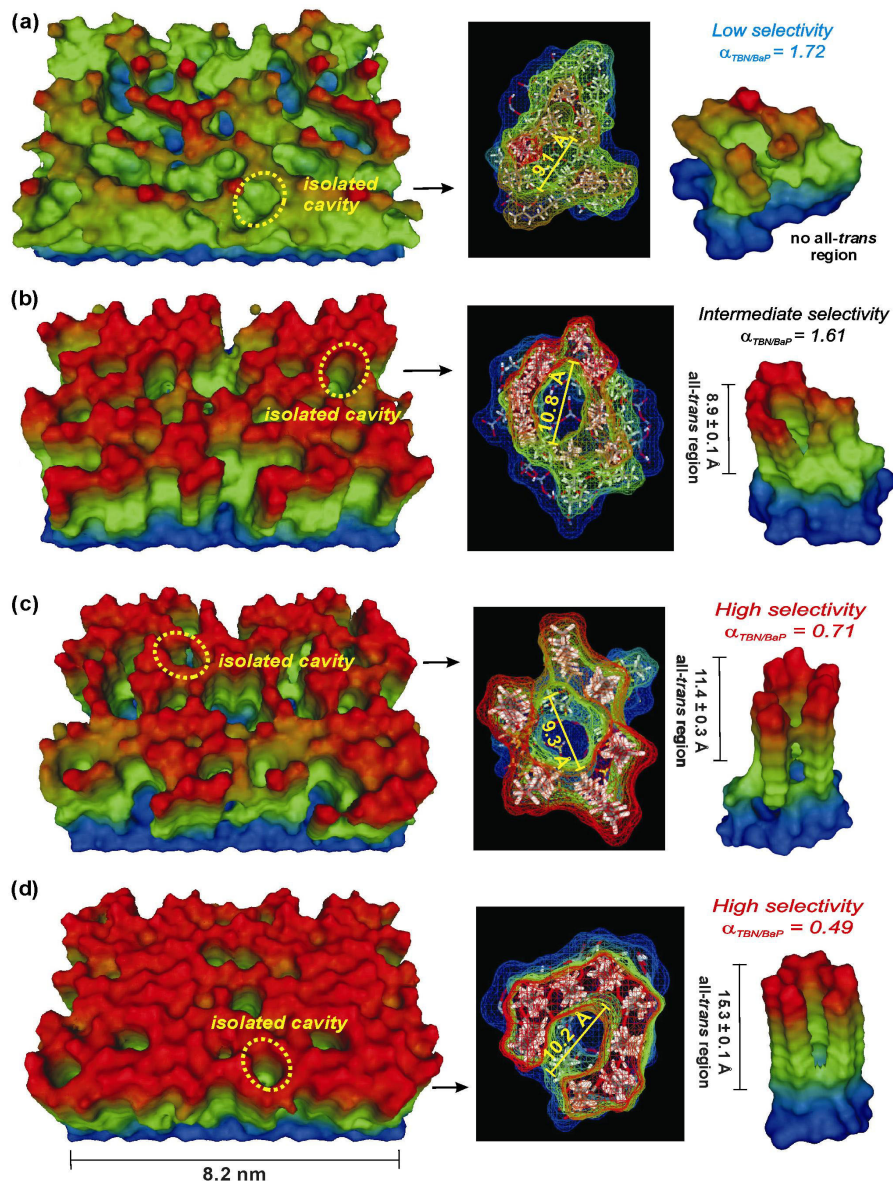 (a)
Low selectivity
α TBN/BaP = 1.72
9.1 Å
isolated
cavity
no all-trans
region
(b)
Intermediate selectivity
α TBN/BaP = 1.61
isolated cavity
10.8 Å
8.9 ± 0.1 Å
all-trans region
(c)
High selectivity
α TBN/BaP = 0.71
isolated cavity
9.3 Å
11.4 ± 0.3 Å
all-trans region
(d)
High selectivity
α TBN/BaP = 0.49
isolated cavity
10.2 Å
15.3 ± 0.1 Å
all-trans region
8.2 nm